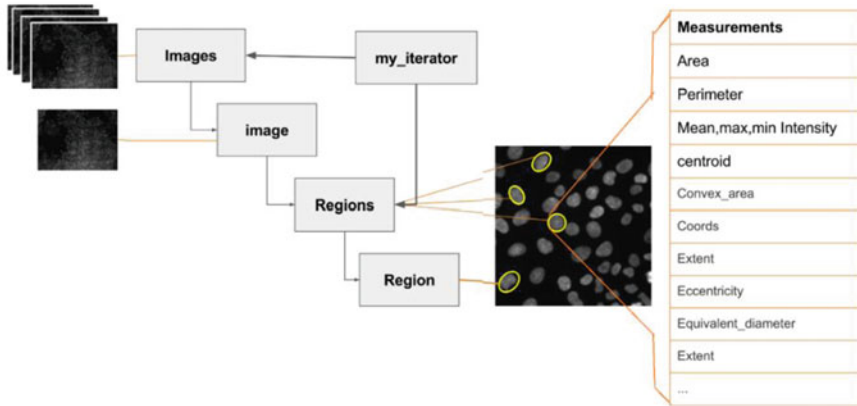 Images
my_iterator
image
Regions
Region
Measurements
Area
Perimeter
Mean,max,min Intensity
centroid
Convex_area
Coords
Extent
Eccentricity
Equivalent_diameter
Extent
...